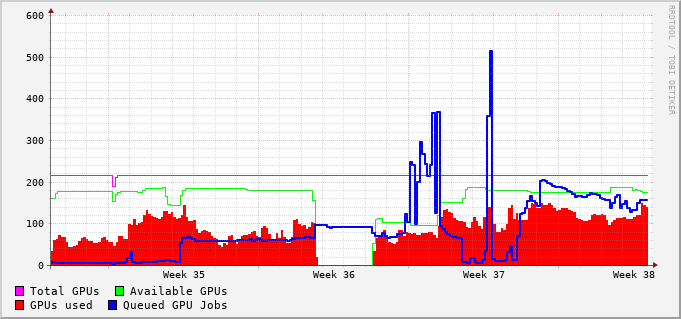 600
500
400
300
200
100
0
Week 35 Week 36 Week 37 Week 38
Total GPUs Available GPUs
GPUs used Queued GPU Jobs
RRDTOOL / TOBI OETIKER